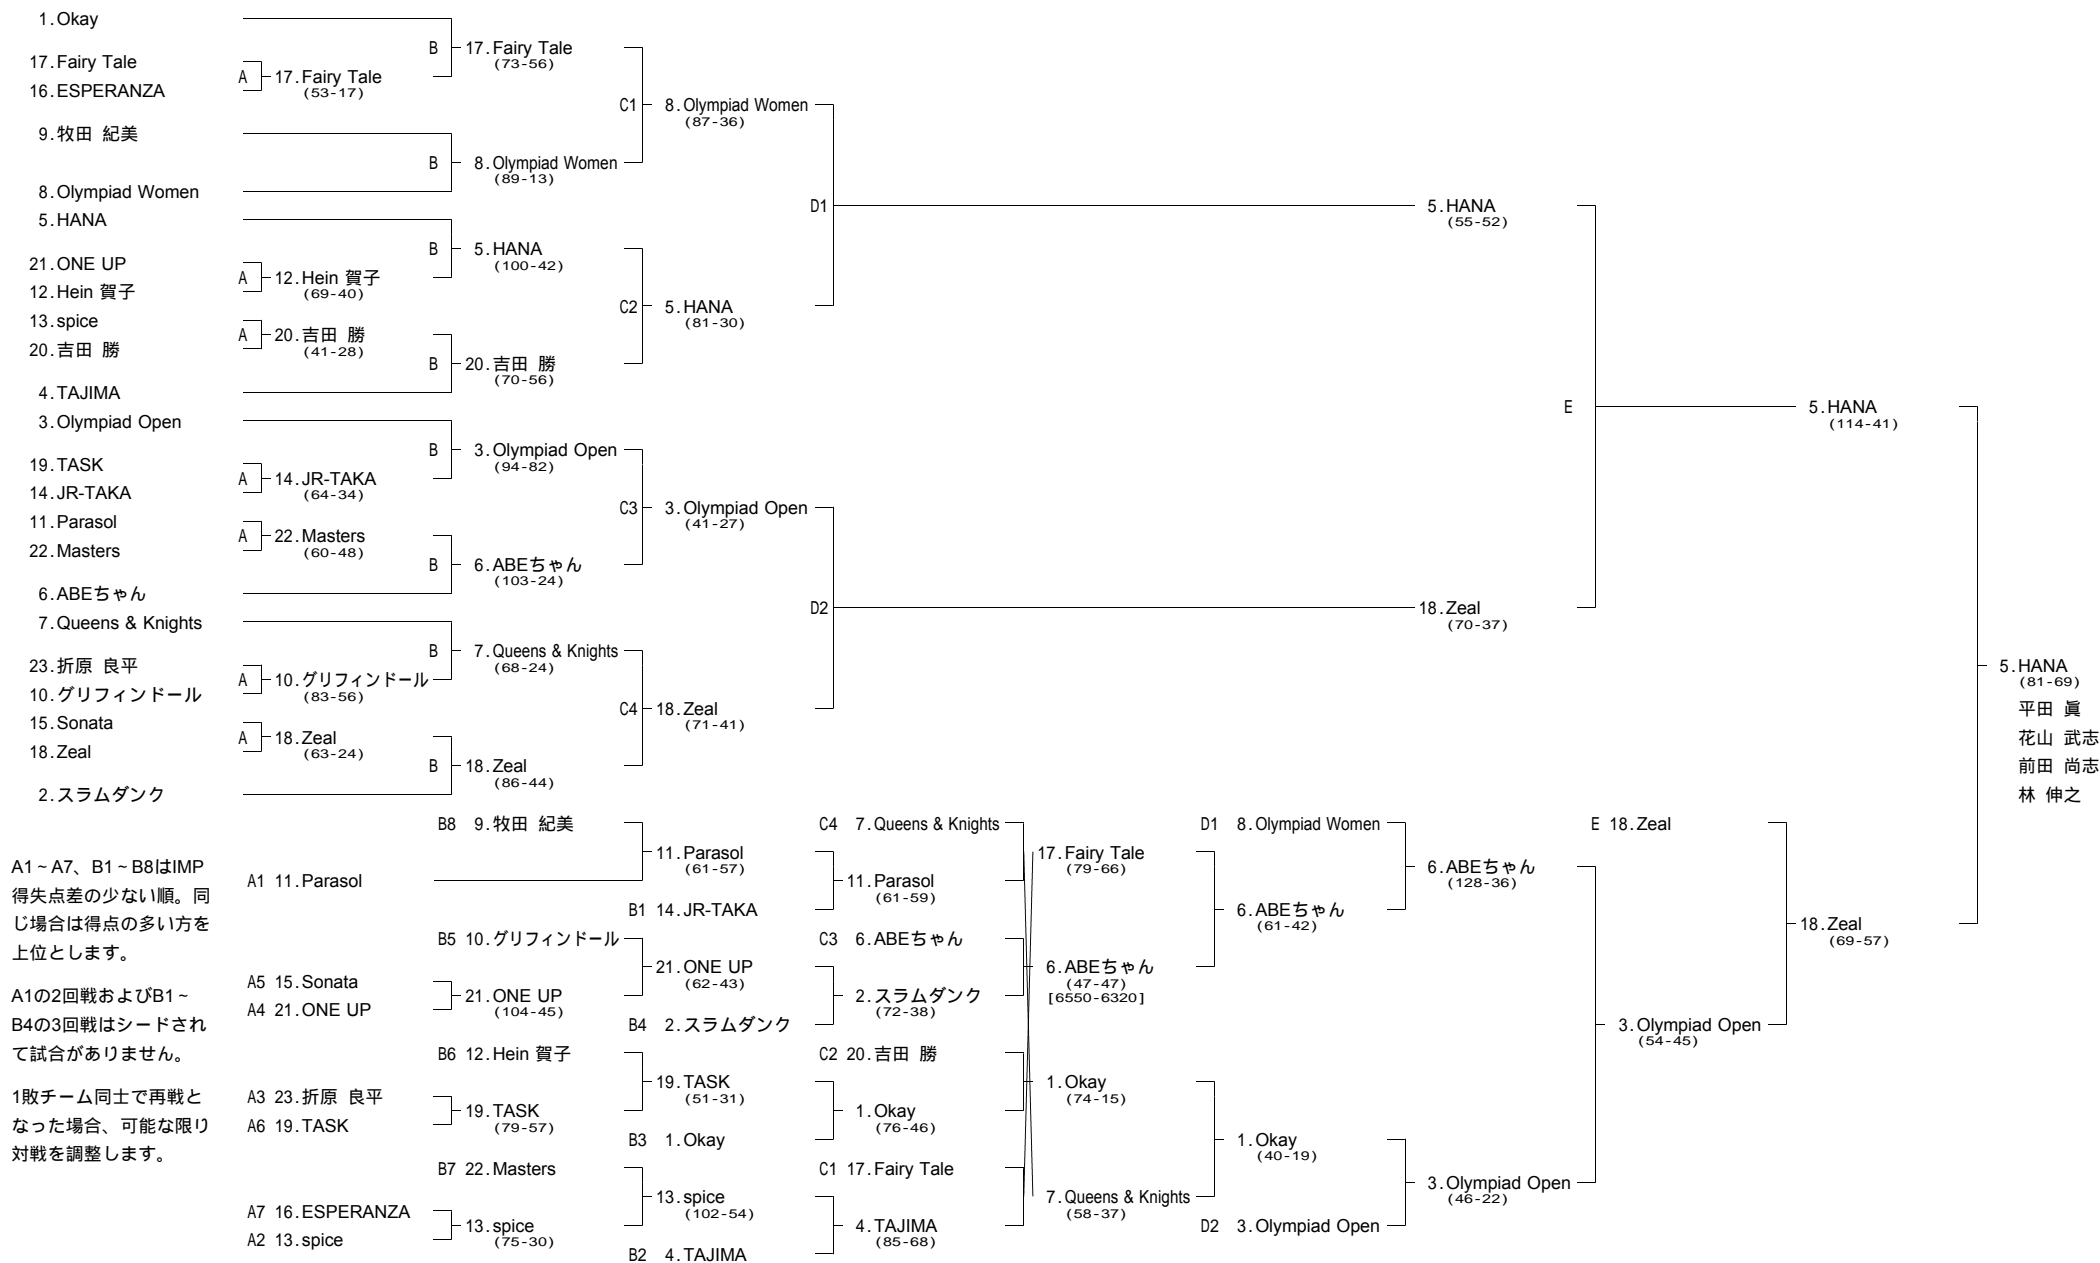 1.Okay
17.Fairy Tale
16.ESPERANZA
9.牧田 紀美
8.Olympiad Women
5.HANA
21.ONE UP
12.Hein 賀子
13.spice
20.吉田 勝
4.TAJIMA
3.Olympiad Open
19.TASK
14.JR-TAKA
11.Parasol
22.Masters
6.ABEちゃん
7.Queens & Knights
23.折原 良平
10.グリフィンドール
15.Sonata
18.Zeal
2.スラムダンク
A 17.Fairy Tale
(53-17)
A 12.Hein 賀子
(69-40)
A 20.吉田 勝
(41-28)
A 14.JR-TAKA
(64-34)
A 22.Masters
(60-48)
A 10.グリフィンドール
(83-56)
A 18.Zeal
(63-24)
B 17.Fairy Tale
(73-56)
B 8.Olympiad Women
(89-13)
B 5.HANA
(100-42)
B 20.吉田 勝
(70-56)
B 3.Olympiad Open
(94-82)
B 6.ABEちゃん
(103-24)
B 7.Queens & Knights
(68-24)
B 18.Zeal
(86-44)
C1 8.Olympiad Women
(87-36)
C2 5.HANA
(81-30)
C3 3.Olympiad Open
(41-27)
C4 18.Zeal
(71-41)
D1 5.HANA
(55-52)
D2 18.Zeal
(70-37)
E 5.HANA
(114-41)
5.HANA
(81-69)
平田 眞
花山 武志
前田 尚志
林 伸之
A1～A7、B1～B8はIMP
得失点差の少ない順。同
じ場合は得点の多い方を
上位とします。
A1の2回戦およびB1～
B4の3回戦はシードされ
て試合がありません。
1敗チーム同士で再戦と
なった場合、可能な限り
対戦を調整します。
A1 11.Parasol
A5 15.Sonata
A4 21.ONE UP
A3 23.折原 良平
A6 19.TASK
A7 16.ESPERANZA
A2 13.spice
B8 9.牧田 紀美
B5 10.グリフィンドール
21.ONE UP
(104-45)
B6 12.Hein 賀子
19.TASK
(79-57)
B7 22.Masters
13.spice
(75-30)
11.Parasol
(61-57)
B1 14.JR-TAKA
21.ONE UP
(62-43)
B4 2.スラムダンク
19.TASK
(51-31)
B3 1.Okay
13.spice
(102-54)
B2 4.TAJIMA
C4 7.Queens & Knights
11.Parasol
(61-59)
C3 6.ABEちゃん
2.スラムダンク
(72-38)
C2 20.吉田 勝
1.Okay
(76-46)
C1 17.Fairy Tale
4.TAJIMA
(85-68)
17.Fairy Tale
(79-66)
6.ABEちゃん
(47-47)
[6550-6320]
1.Okay
(74-15)
7.Queens & Knights
(58-37)
D1 8.Olympiad Women
6.ABEちゃん
(61-42)
1.Okay
(40-19)
D2 3.Olympiad Open
6.ABEちゃん
(128-36)
3.Olympiad Open
(46-22)
E 18.Zeal
3.Olympiad Open
(54-45)
18.Zeal
(69-57)